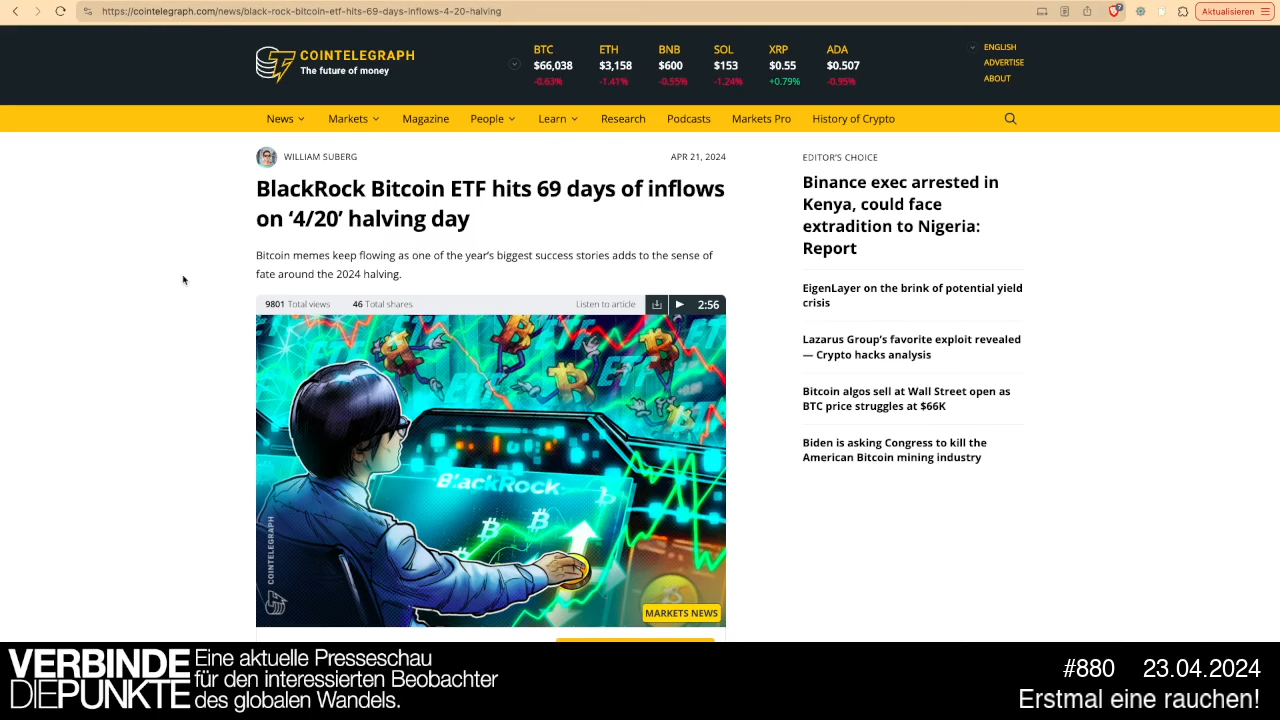 https://cointelegraph.com/news/black-rock-bitcoin-etf-hits-69-days-inflows-4-20-halving
Aktualisieren
COINTELEGRAPH
The future of money
BTC ETH BNB SOL XRP ADA
$66,038 $3,158 $600 $153 $0.55 $0.507
-0.63% -1.41% -0.55% -1.24% +0.79% -0.95%
ENGLISH
ADVERTISE
ABOUT
News Markets Magazine People Learn Research Podcasts Markets Pro History of Crypto
WILLIAM SUBERG APR 21, 2024
BlackRock Bitcoin ETF hits 69 days of inflows
on ‘4/20’ halving day
Bitcoin memes keep flowing as one of the year’s biggest success stories adds to the sense of
fate around the 2024 halving.
9801 Total views 46 Total shares Listen to article 2:56
ETF
ETF
BlackRock
COINTELEGRAPH
MARKETS NEWS
EDITOR’S CHOICE
Binance exec arrested in
Kenya, could face
extradition to Nigeria:
Report
EigenLayer on the brink of potential yield
crisis
Lazarus Group’s favorite exploit revealed
— Crypto hacks analysis
Bitcoin algos sell at Wall Street open as
BTC price struggles at $66K
Biden is asking Congress to kill the
American Bitcoin mining industry
VERBINDE
DIEPUNKTE
Eine aktuelle Presseschau
für den interessierten Beobachter
des globalen Wandels.
#880 23.04.2024
Erstmal eine rauchen!